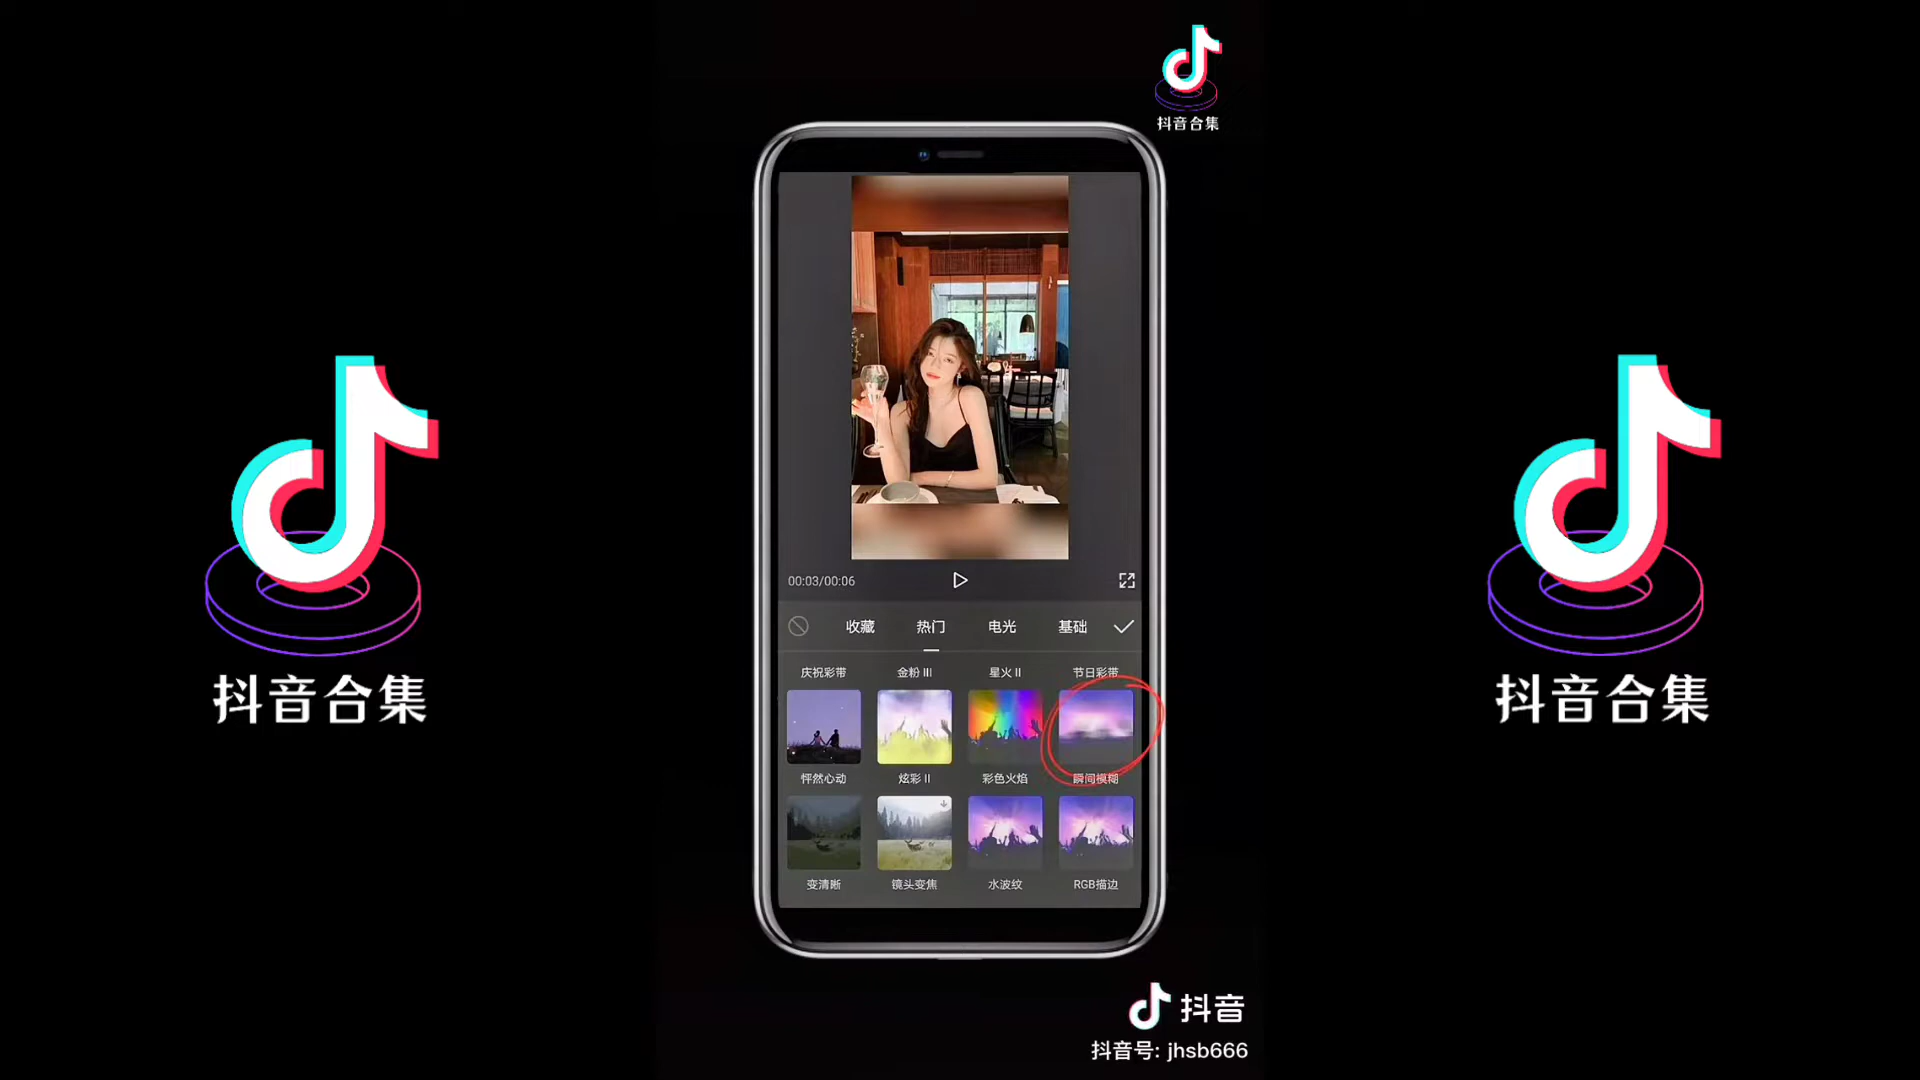 抖音合集
抖音合集
抖音合集
00:03/00:06
收藏 热门 电光 基础
庆祝彩带 金粉 III 星火 II 节日彩带
怦然心动 炫彩 II 彩色火焰 瞬间模糊
变清晰 镜头变焦 水波纹 RGB描边
抖音
抖音号: jhsb666